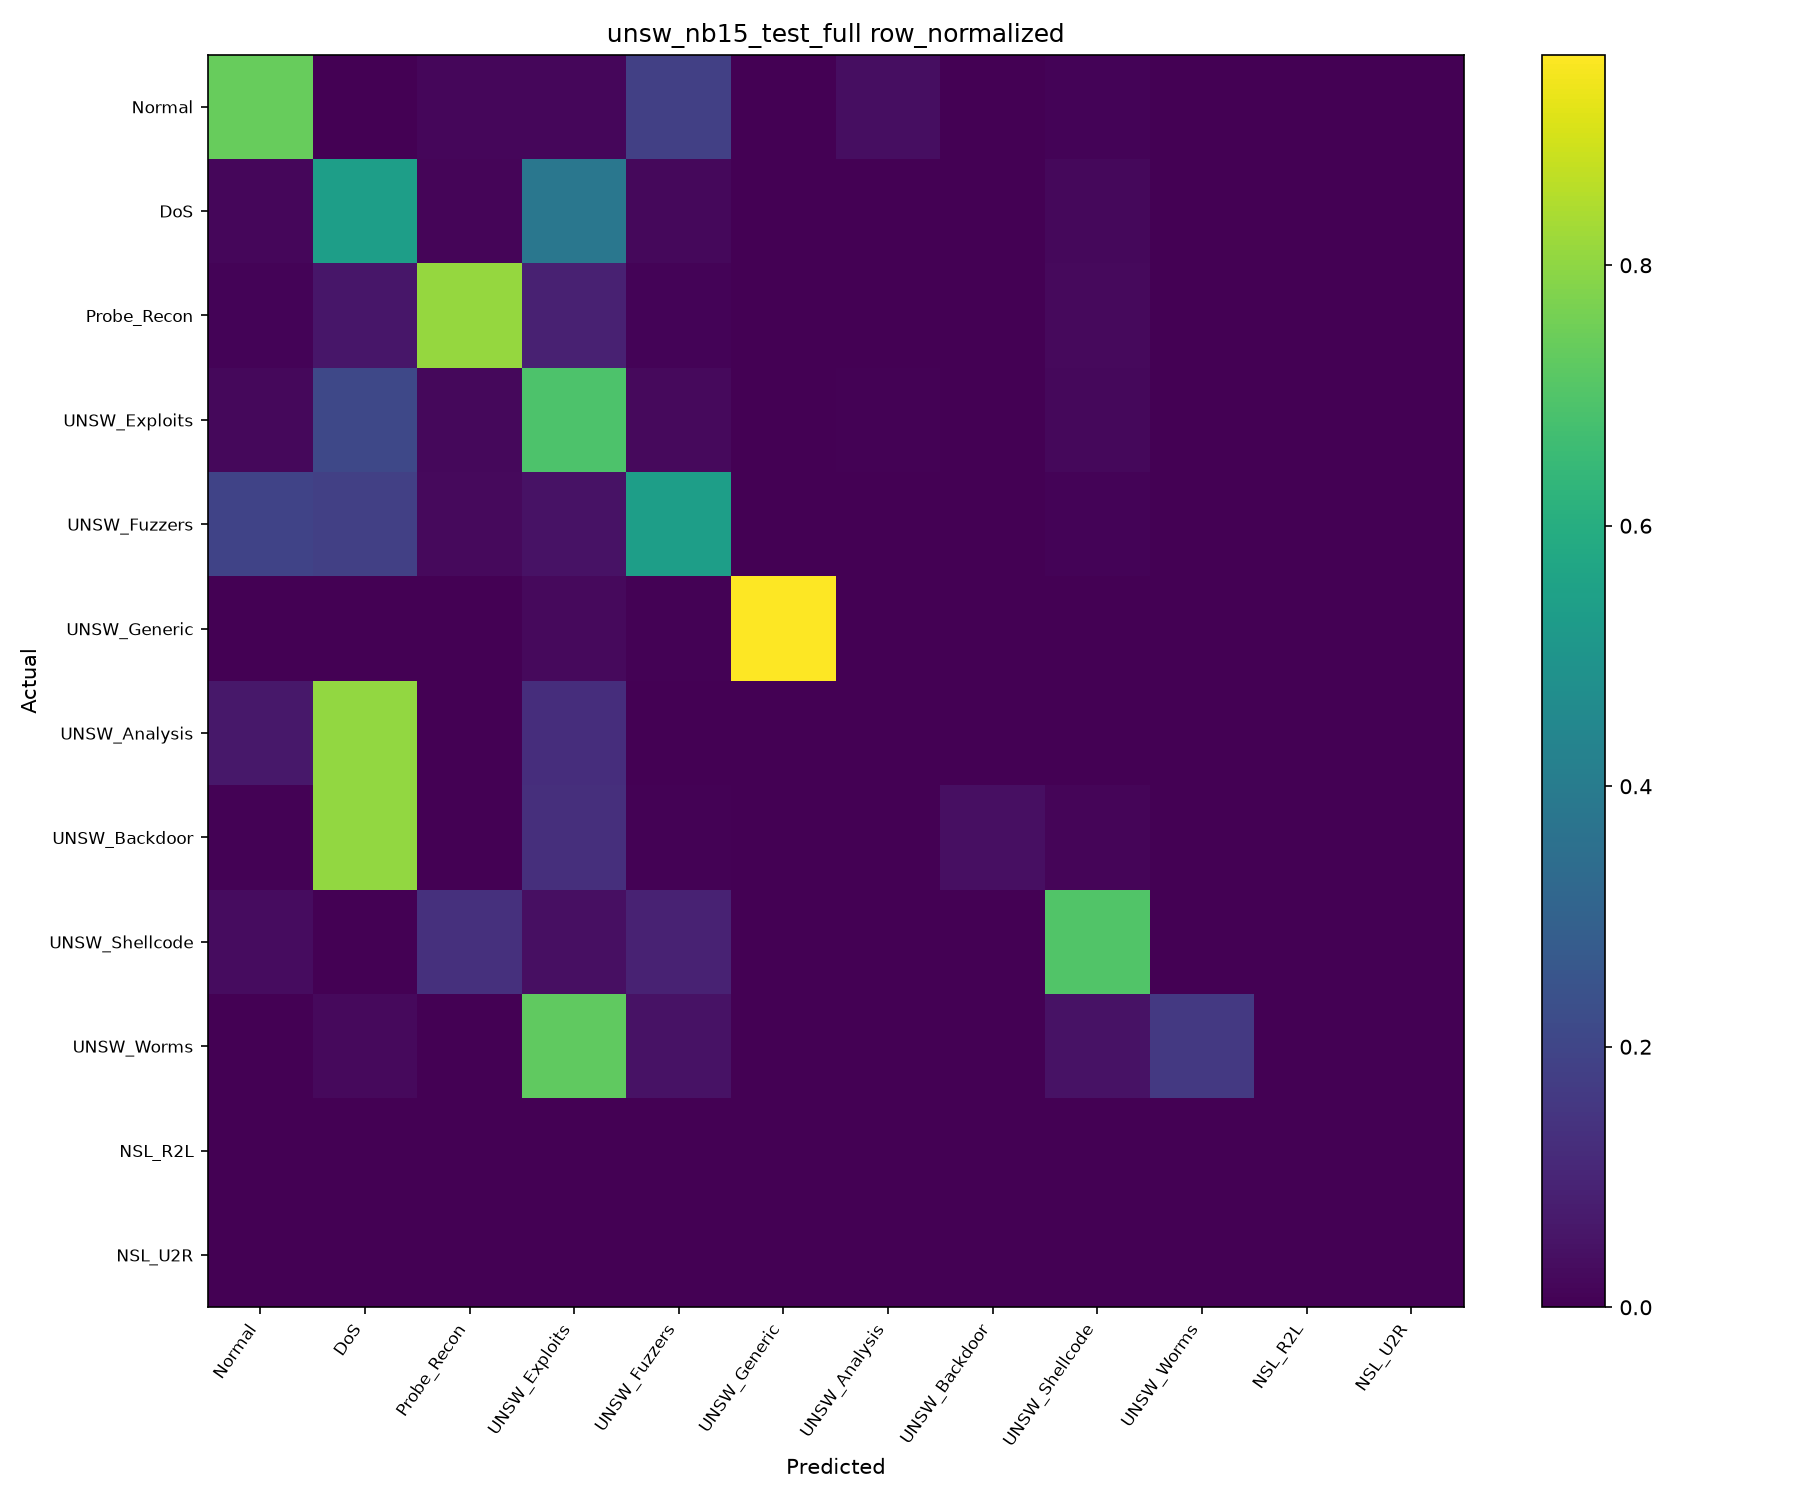 unsw_nb15_test_full row_normalized
Actual
Normal
DoS
Probe_Recon
UNSW_Exploits
UNSW_Fuzzers
UNSW_Generic
UNSW_Analysis
UNSW_Backdoor
UNSW_Shellcode
UNSW_Worms
NSL_R2L
NSL_U2R
Normal
DoS
Probe_Recon
UNSW_Exploits
UNSW_Fuzzers
UNSW_Generic
UNSW_Analysis
UNSW_Backdoor
UNSW_Shellcode
UNSW_Worms
NSL_R2L
NSL_U2R
Predicted
0.8
0.6
0.4
0.2
0.0